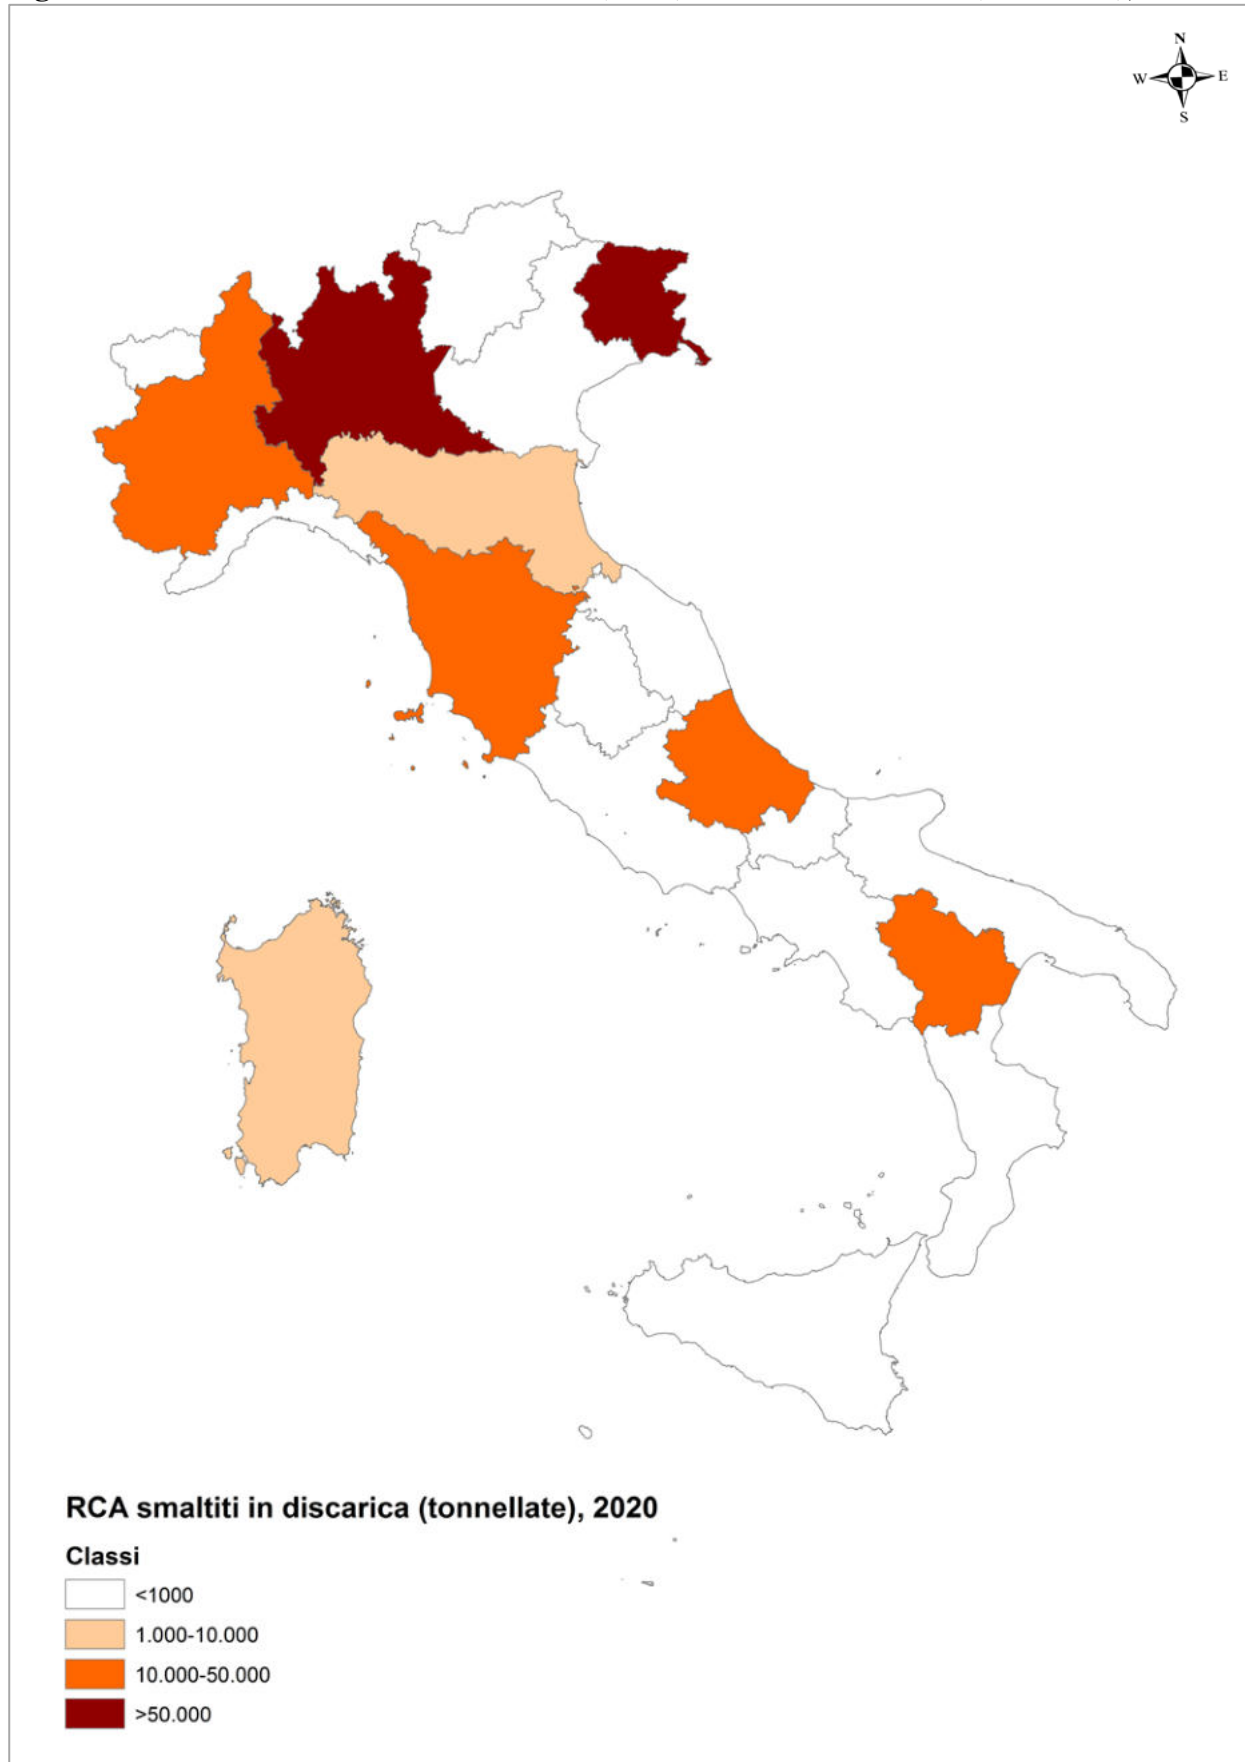 N
W E
S
RCA smaltiti in discarica (tonnellate), 2020
Classi
<1000
1.000-10.000
10.000-50.000
>50.000